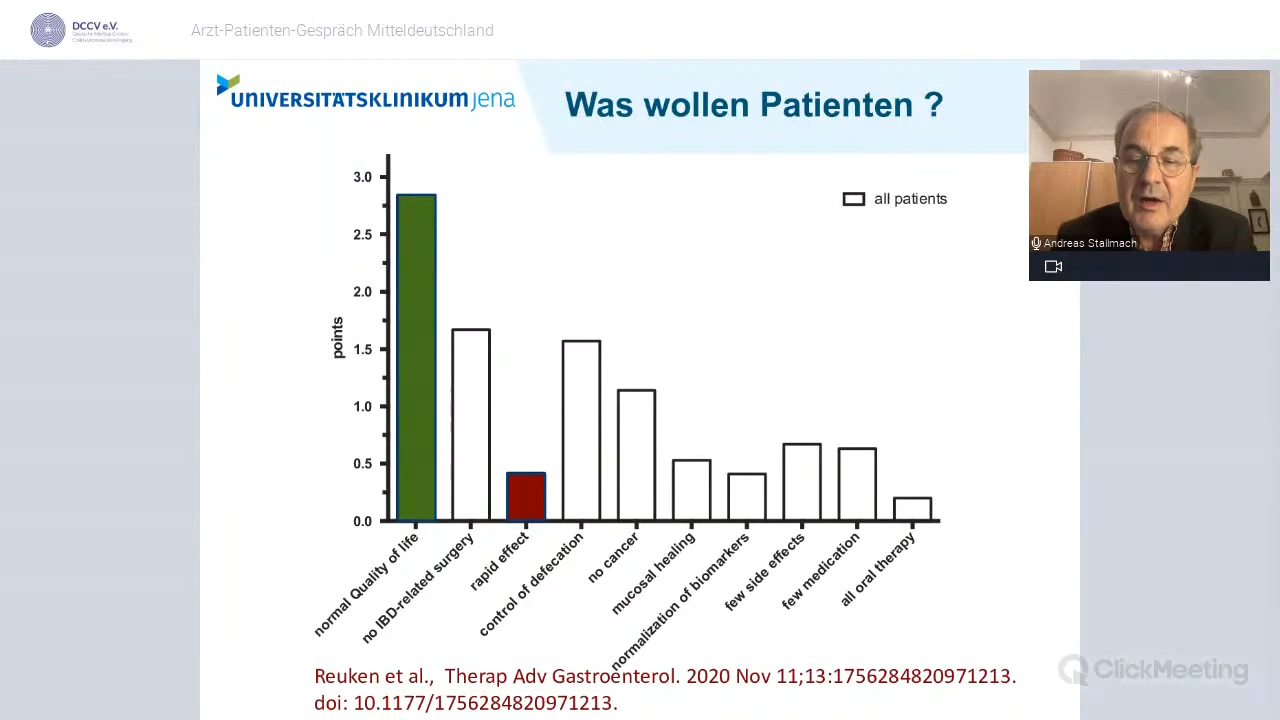 DCCV e.V.
Arzt-Patienten-Gespräch Mitteldeutschland
UNIVERSITÄTSKLINIKUM jena
Was wollen Patienten ?
all patients
Andreas Stallmach
points
3.0
2.5
2.0
1.5
1.0
0.5
0.0
normal Quality of life
no IBD-related surgery
rapid effect
control of defecation
no cancer
mucosal healing
normalization of biomarkers
few side effects
few medication
all oral therapy
Reuken et al., Therap Adv Gastroenterol. 2020 Nov 11;13:1756284820971213.
doi: 10.1177/1756284820971213.
ClickMeeting